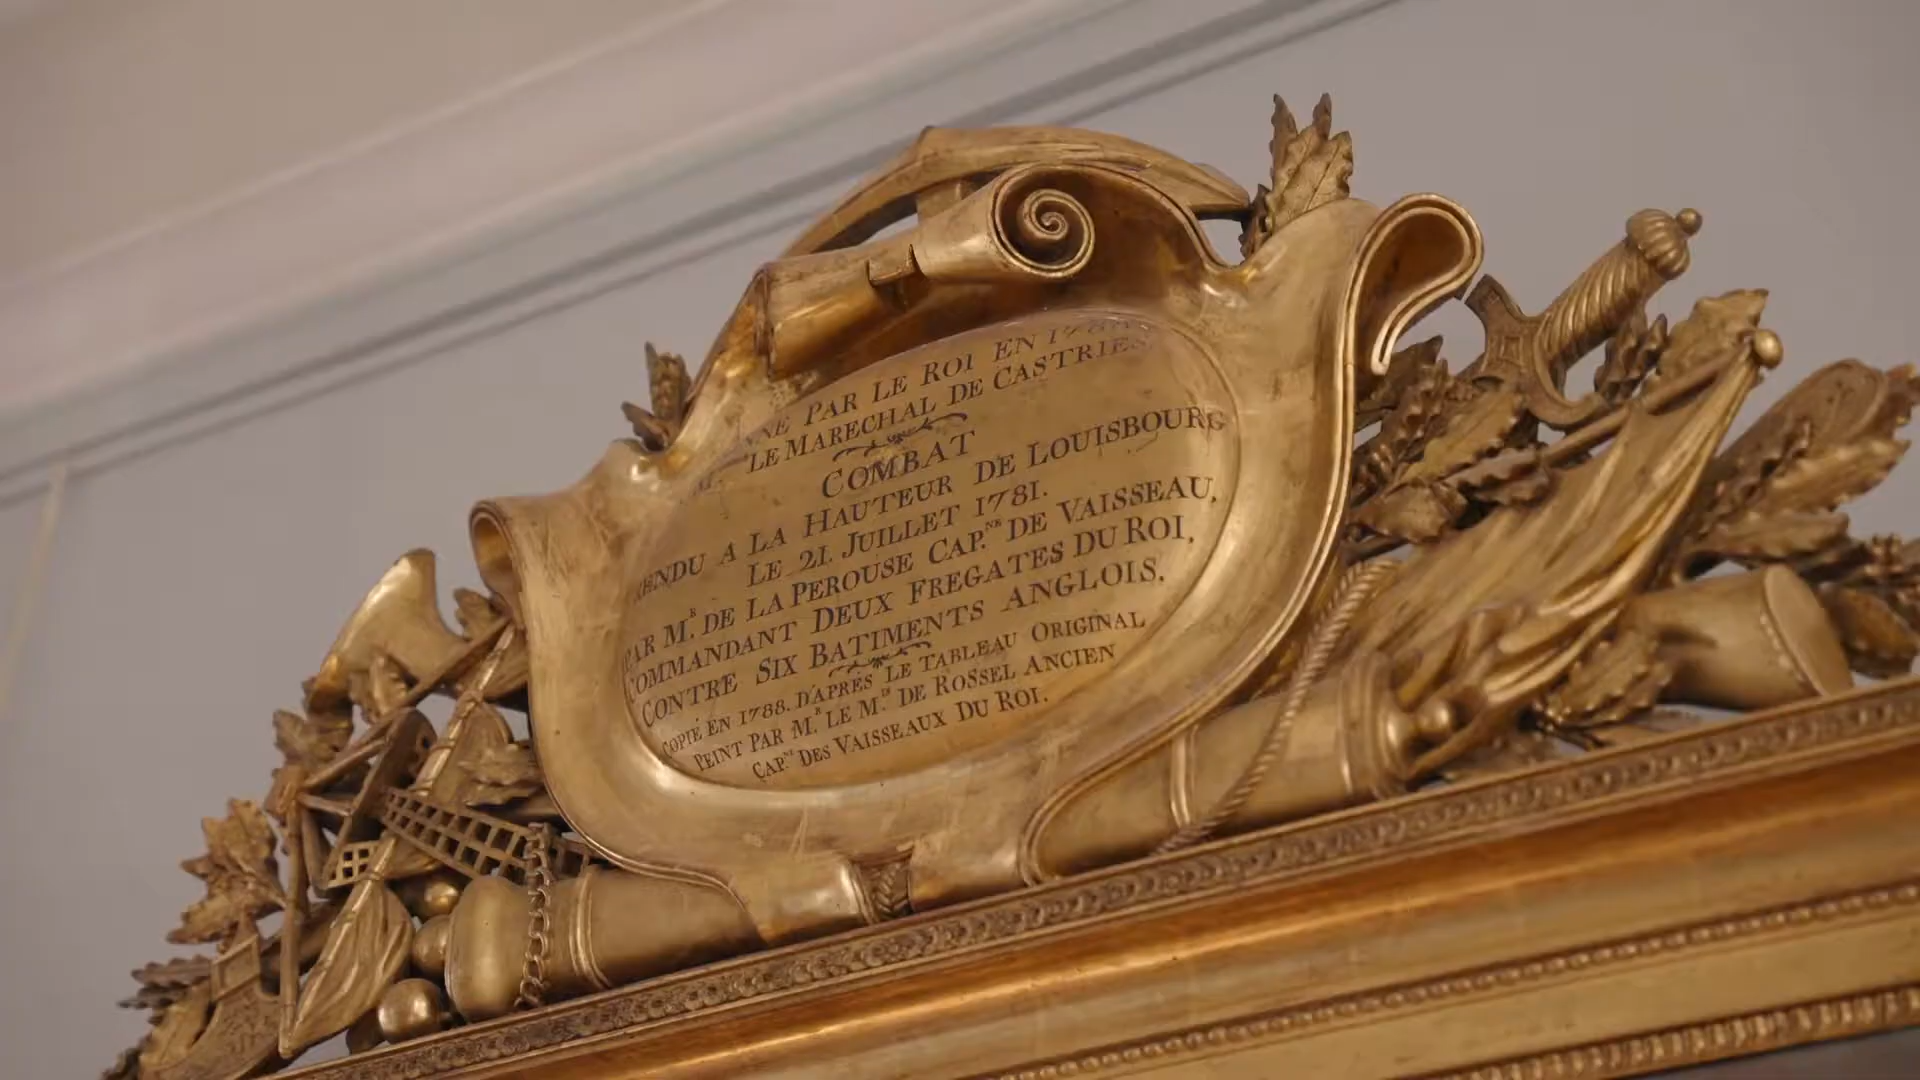 NNÉ PAR LE ROI EN 1788
M. LE MARECHAL DE CASTRIES
COMBAT
RENDU A LA HAUTEUR DE LOUISBOURG
LE 21. JUILLET 1781.
PAR M.R DE LA PEROUSE CAP.NE DE VAISSEAU,
COMMANDANT DEUX FREGATES DU ROI,
CONTRE SIX BATIMENTS ANGLOIS.
COPIÉ EN 1788. D'APRÈS LE TABLEAU ORIGINAL
PEINT PAR M.R LE M.IS DE ROSSEL ANCIEN
CAP.NE DES VAISSEAUX DU ROI.